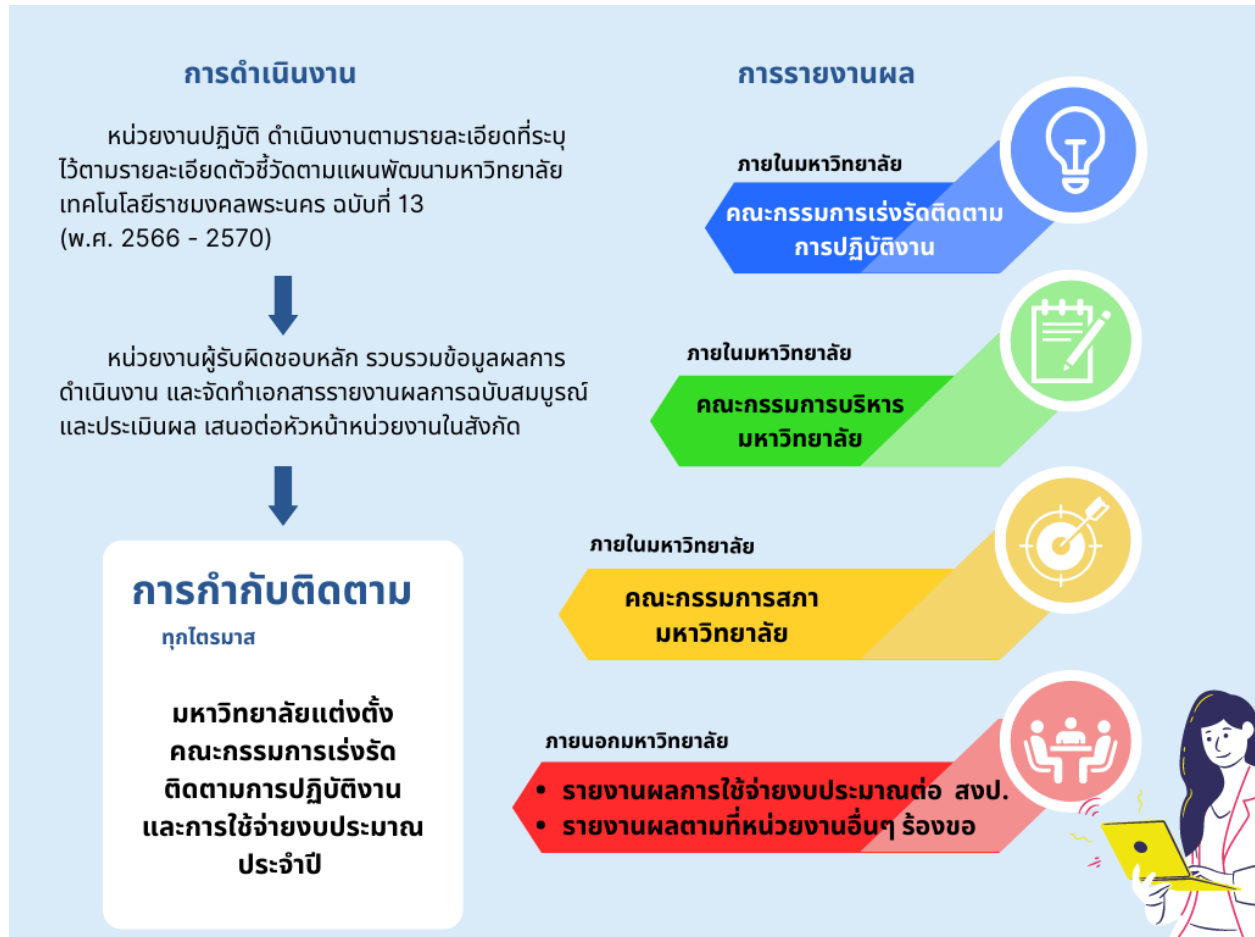 การดำเนินงาน
หน่วยงานปฏิบัติ ดำเนินงานตามรายละเอียดที่ระบุ
ไว้ตามรายละเอียดตัวชี้วัดตามแผนพัฒนามหาวิทยาลัย
เทคโนโลยีราชมงคลพระนคร ฉบับที่ 13
(พ.ศ. 2566 - 2570)
หน่วยงานผู้รับผิดชอบหลัก รวบรวมข้อมูลผลการ
ดำเนินงาน และจัดทำเอกสารรายงานผลการฉบับสมบูรณ์
และประเมินผล เสนอต่อหัวหน้าหน่วยงานในสังกัด
การกำกับติดตาม
ทุกไตรมาส
มหาวิทยาลัยแต่งตั้ง
คณะกรรมการเร่งรัด
ติดตามการปฏิบัติงาน
และการใช้จ่ายงบประมาณ
ประจำปี
การรายงานผล
ภายในมหาวิทยาลัย
คณะกรรมการเร่งรัดติดตาม
การปฏิบัติงาน
ภายในมหาวิทยาลัย
คณะกรรมการบริหาร
มหาวิทยาลัย
ภายในมหาวิทยาลัย
คณะกรรมการสภา
มหาวิทยาลัย
ภายนอกมหาวิทยาลัย
• รายงานผลการใช้จ่ายงบประมาณต่อ สงป.
• รายงานผลตามที่หน่วยงานอื่นๆ ร้องขอ